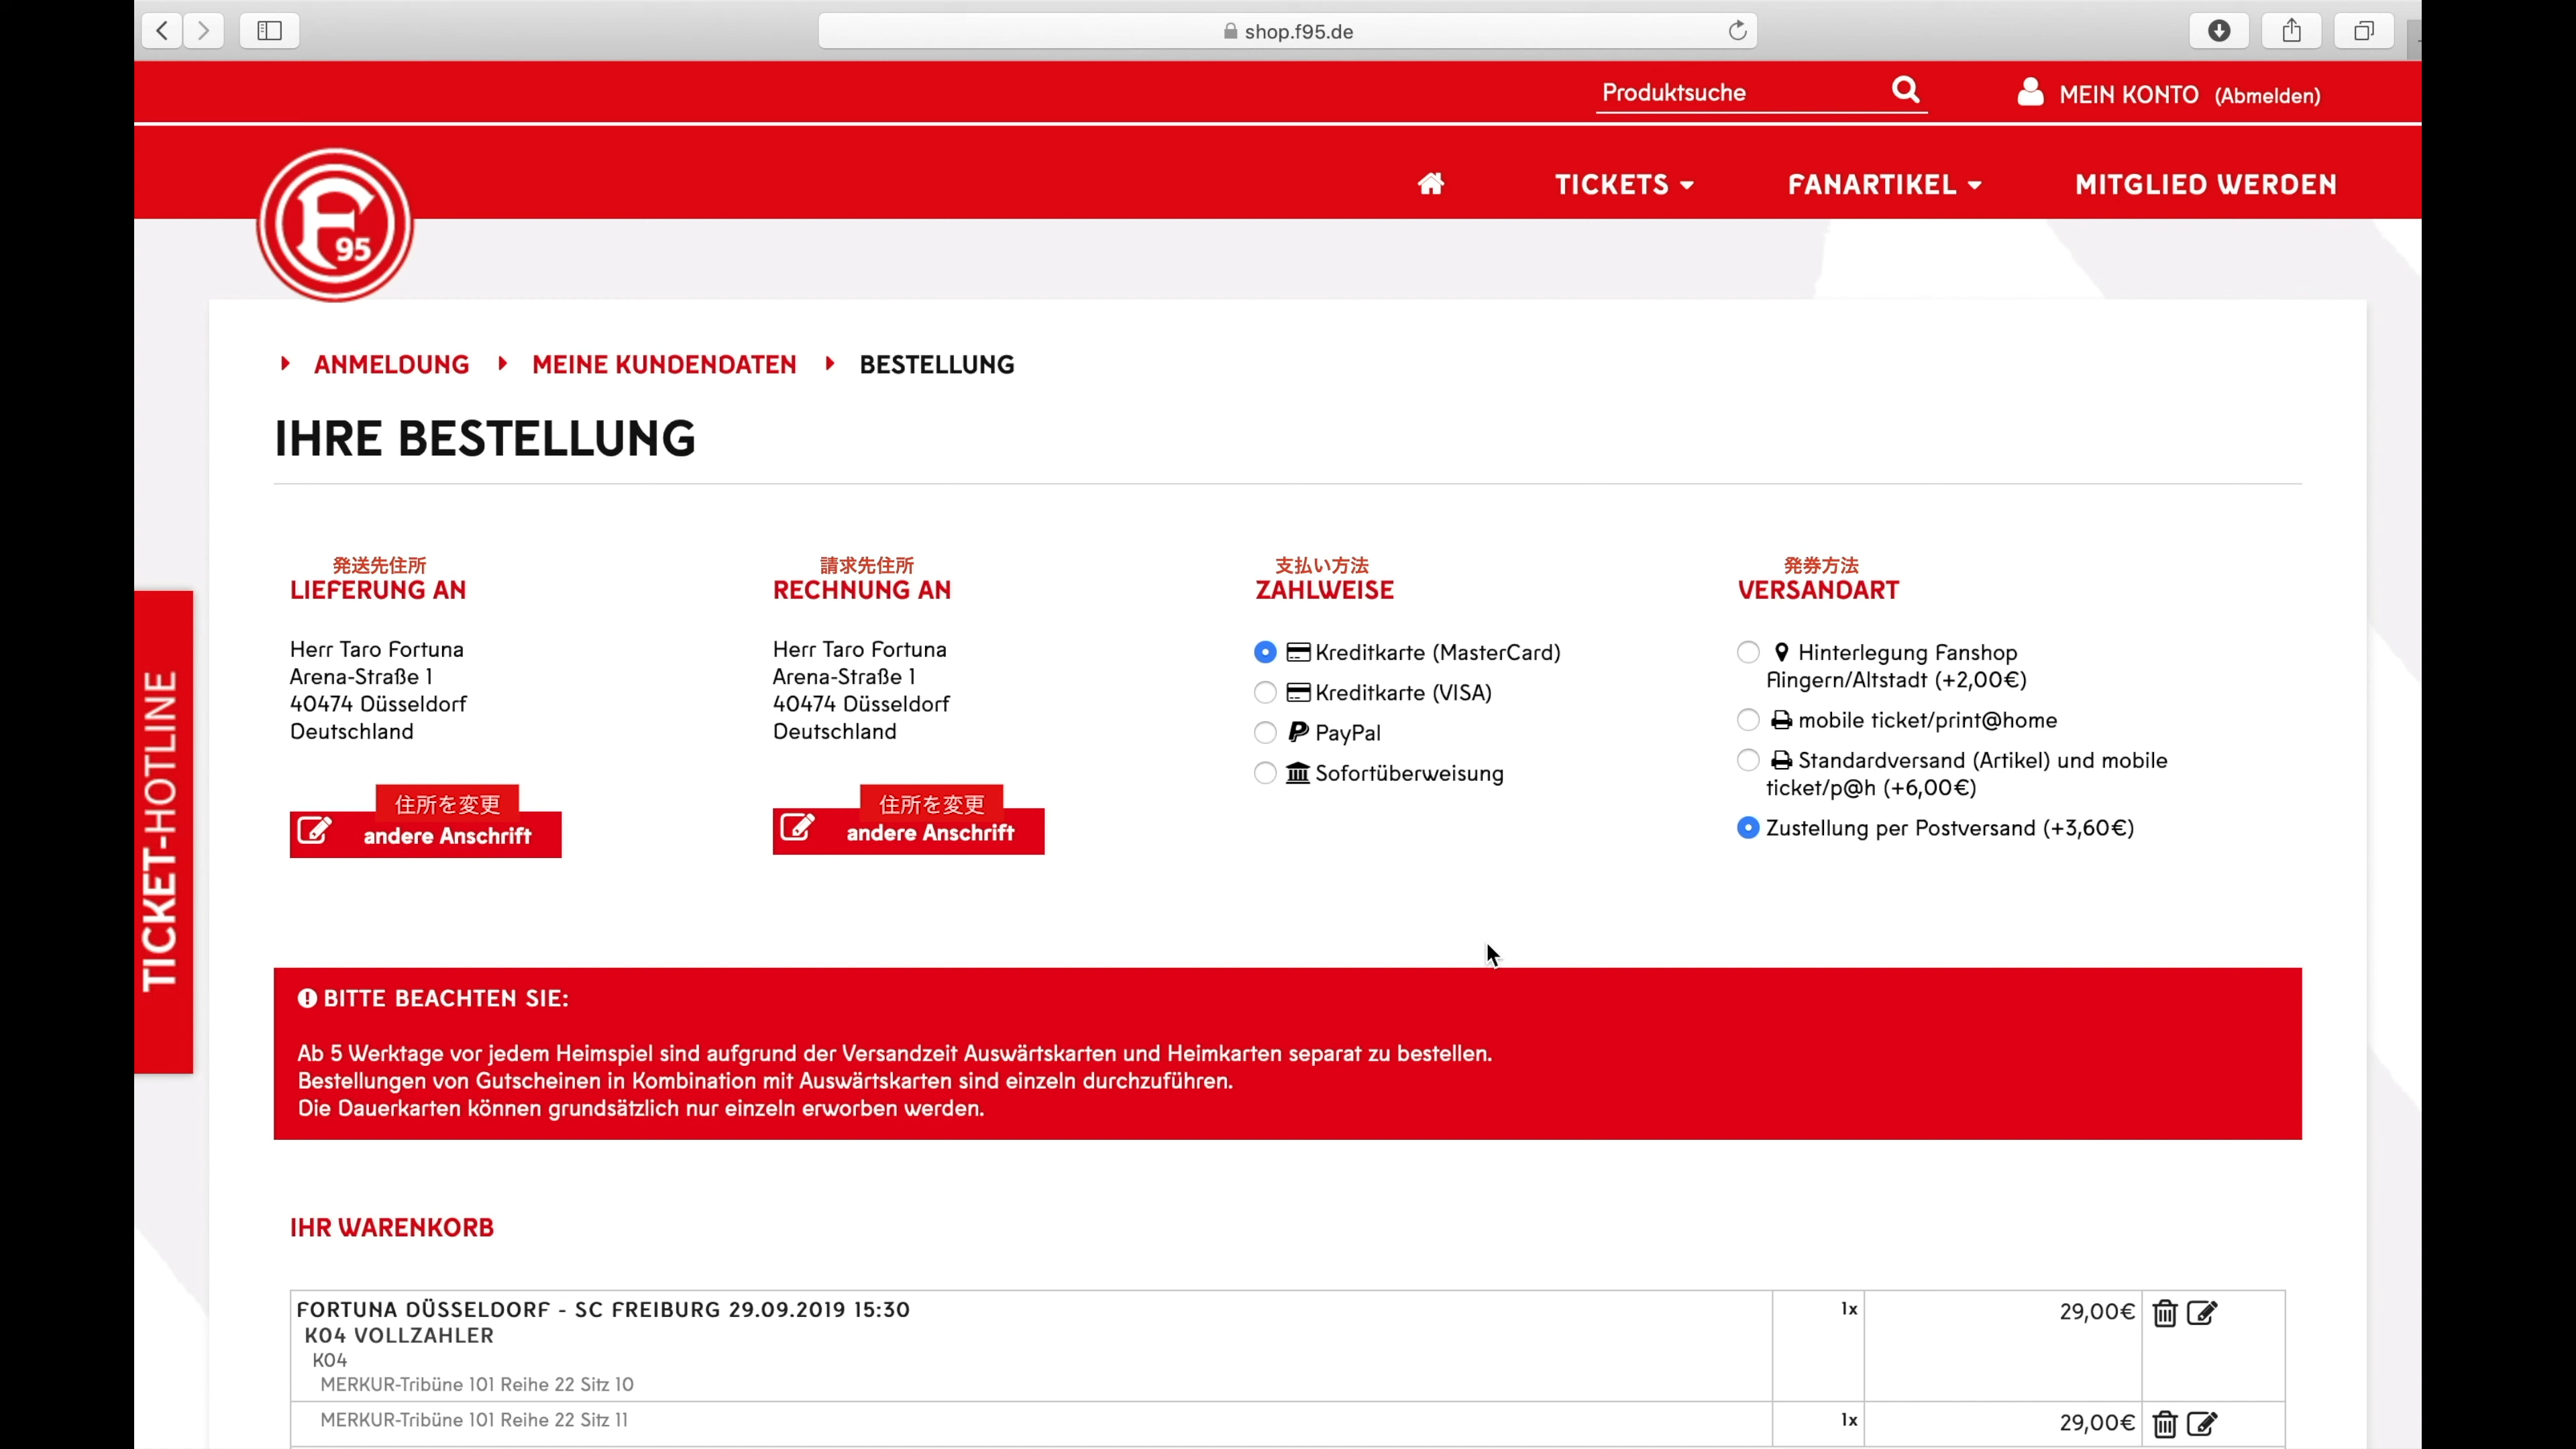 shop.f95.de
Produktsuche
MEIN KONTO (Abmelden)
F 95
TICKETS
FANARTIKEL
MITGLIED WERDEN
ANMELDUNG
MEINE KUNDENDATEN
BESTELLUNG
IHRE BESTELLUNG
発送先住所
LIEFERUNG AN
Herr Taro Fortuna
Arena-Straße 1
40474 Düsseldorf
Deutschland
住所を変更
andere Anschrift
請求先住所
RECHNUNG AN
Herr Taro Fortuna
Arena-Straße 1
40474 Düsseldorf
Deutschland
住所を変更
andere Anschrift
支払い方法
ZAHLWEISE
Kreditkarte (MasterCard)
Kreditkarte (VISA)
PayPal
Sofortüberweisung
発券方法
VERSANDART
Hinterlegung Fanshop
Flingern/Altstadt (+2,00€)
mobile ticket/print@home
Standardversand (Artikel) und mobile
ticket/p@h (+6,00€)
Zustellung per Postversand (+3,60€)
TICKET-HOTLINE
BITTE BEACHTEN SIE:
Ab 5 Werktage vor jedem Heimspiel sind aufgrund der Versandzeit Auswärtskarten und Heimkarten separat zu bestellen.
Bestellungen von Gutscheinen in Kombination mit Auswärtskarten sind einzeln durchzuführen.
Die Dauerkarten können grundsätzlich nur einzeln erworben werden.
IHR WARENKORB
FORTUNA DÜSSELDORF - SC FREIBURG 29.09.2019 15:30 1x 29,00€
K04 VOLLZAHLER
K04
MERKUR-Tribüne 101 Reihe 22 Sitz 10
MERKUR-Tribüne 101 Reihe 22 Sitz 11 1x 29,00€